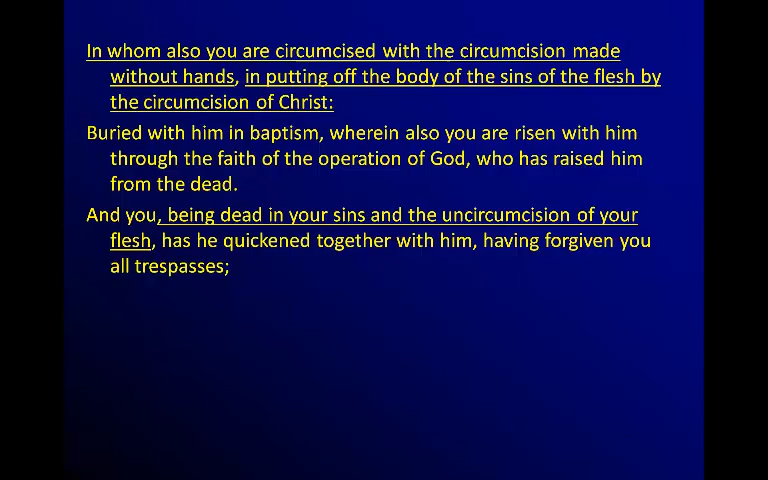 In whom also you are circumcised with the circumcision made
without hands, in putting off the body of the sins of the flesh by
the circumcision of Christ:
Buried with him in baptism, wherein also you are risen with him
through the faith of the operation of God, who has raised him
from the dead.
And you, being dead in your sins and the uncircumcision of your
flesh, has he quickened together with him, having forgiven you
all trespasses;